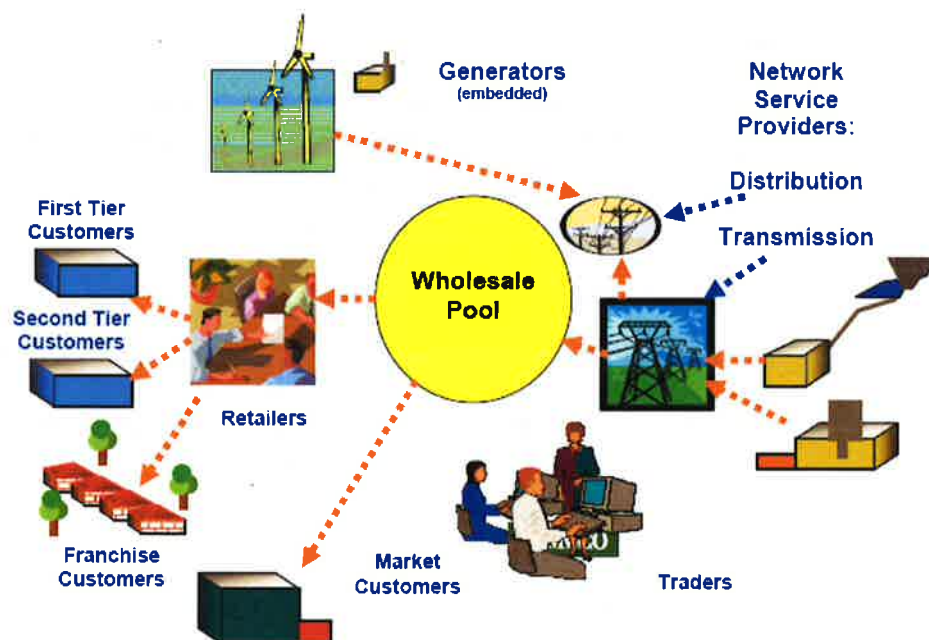 Generators
(embedded)
Network
Service
Providers:
Distribution
Transmission
First Tier
Customers
Second Tier
Customers
Wholesale
Pool
Retailers
Franchise
Customers
Market
Customers
Traders